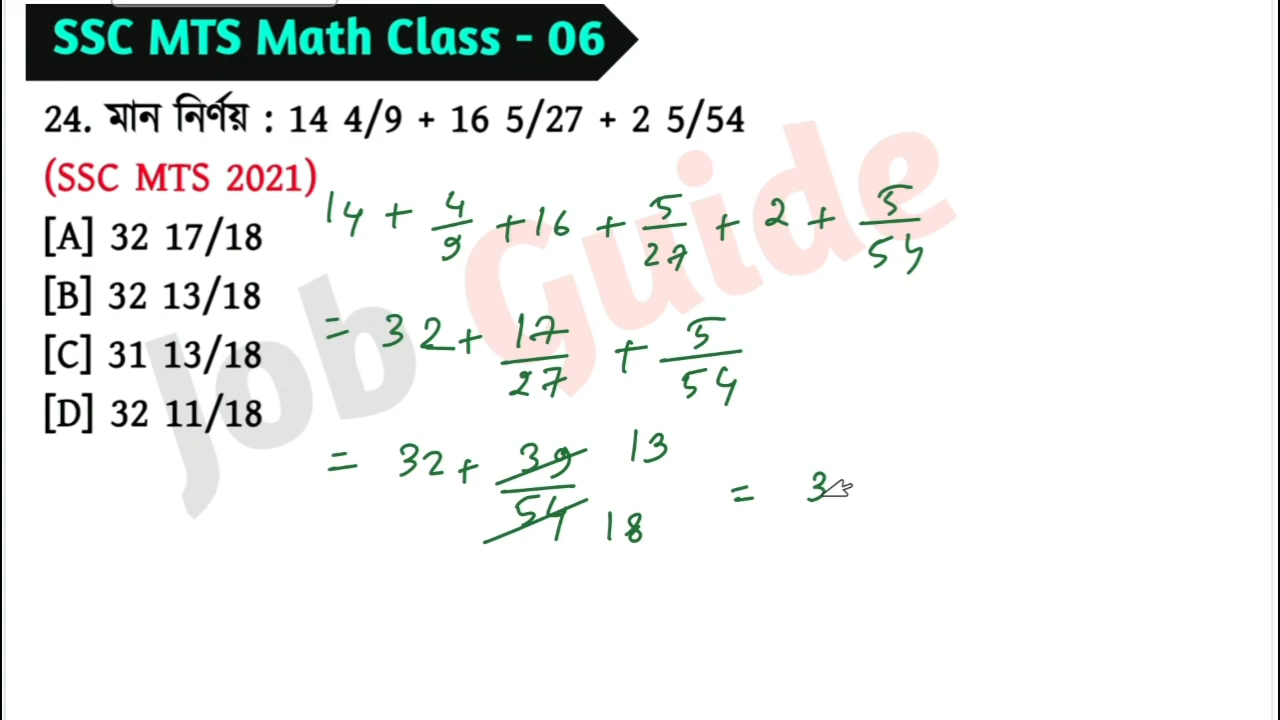 SSC MTS Math Class - 06
24. মান নির্ণয় : 14 4/9 + 16 5/27 + 2 5/54
(SSC MTS 2021)
[A] 32 17/18
[B] 32 13/18
[C] 31 13/18
[D] 32 11/18
14 + 4/9 + 16 + 5/27 + 2 + 5/54
= 32 + 17/27 + 5/54
= 32 + 39/54 13/18 = 3
Job Guide